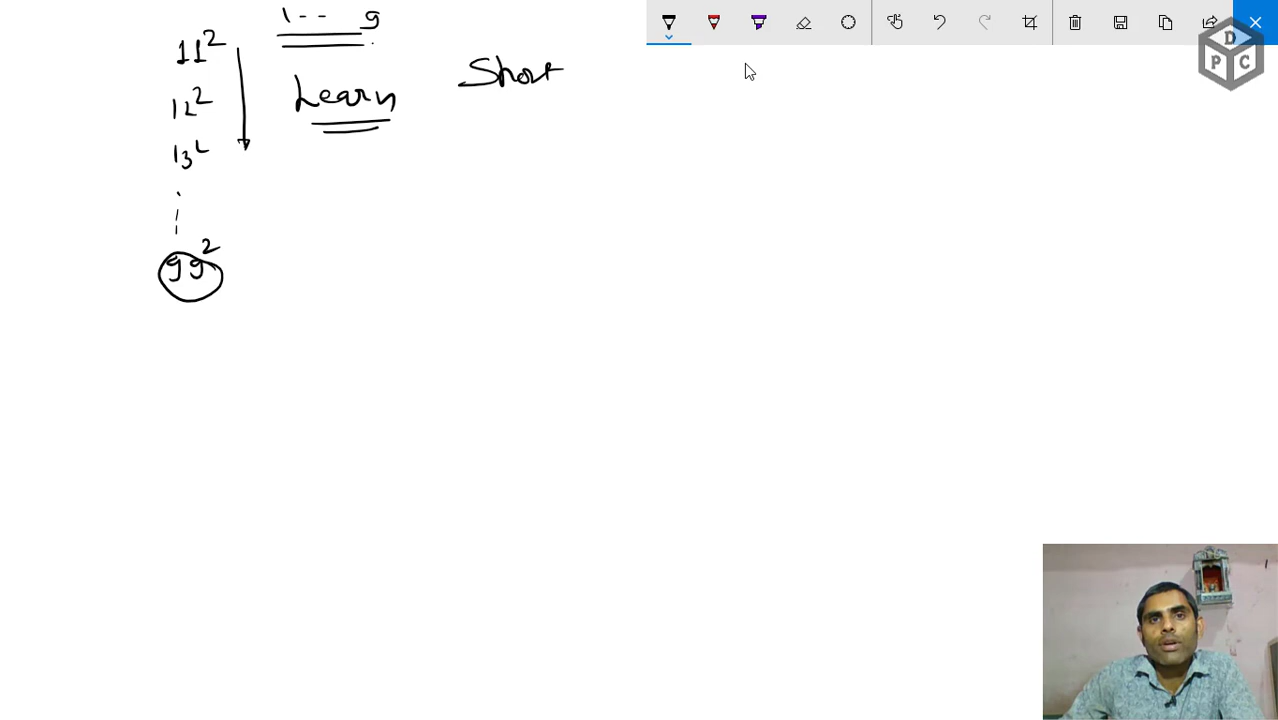 1 - - - 9
11²
Learn Short
12²
13²
99²
D
P C